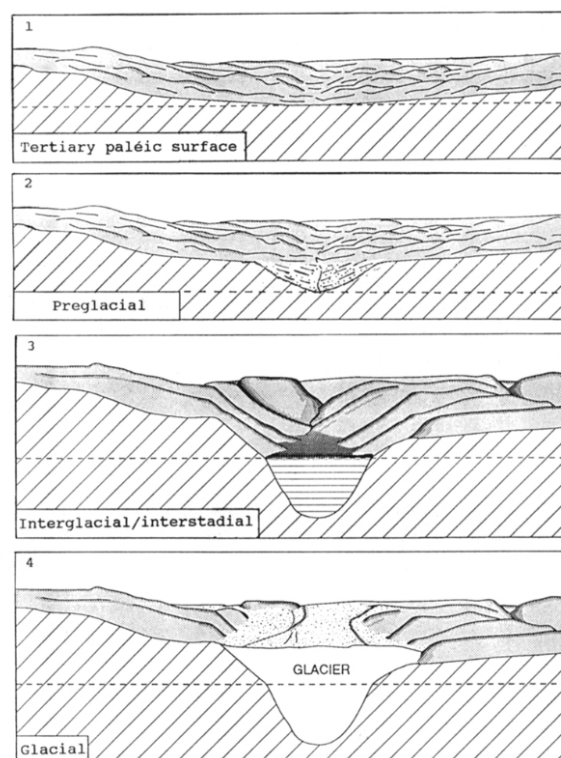 1
Tertiary paléic surface
2
Preglacial
3
Interglacial/interstadial
4
GLACIER
Glacial